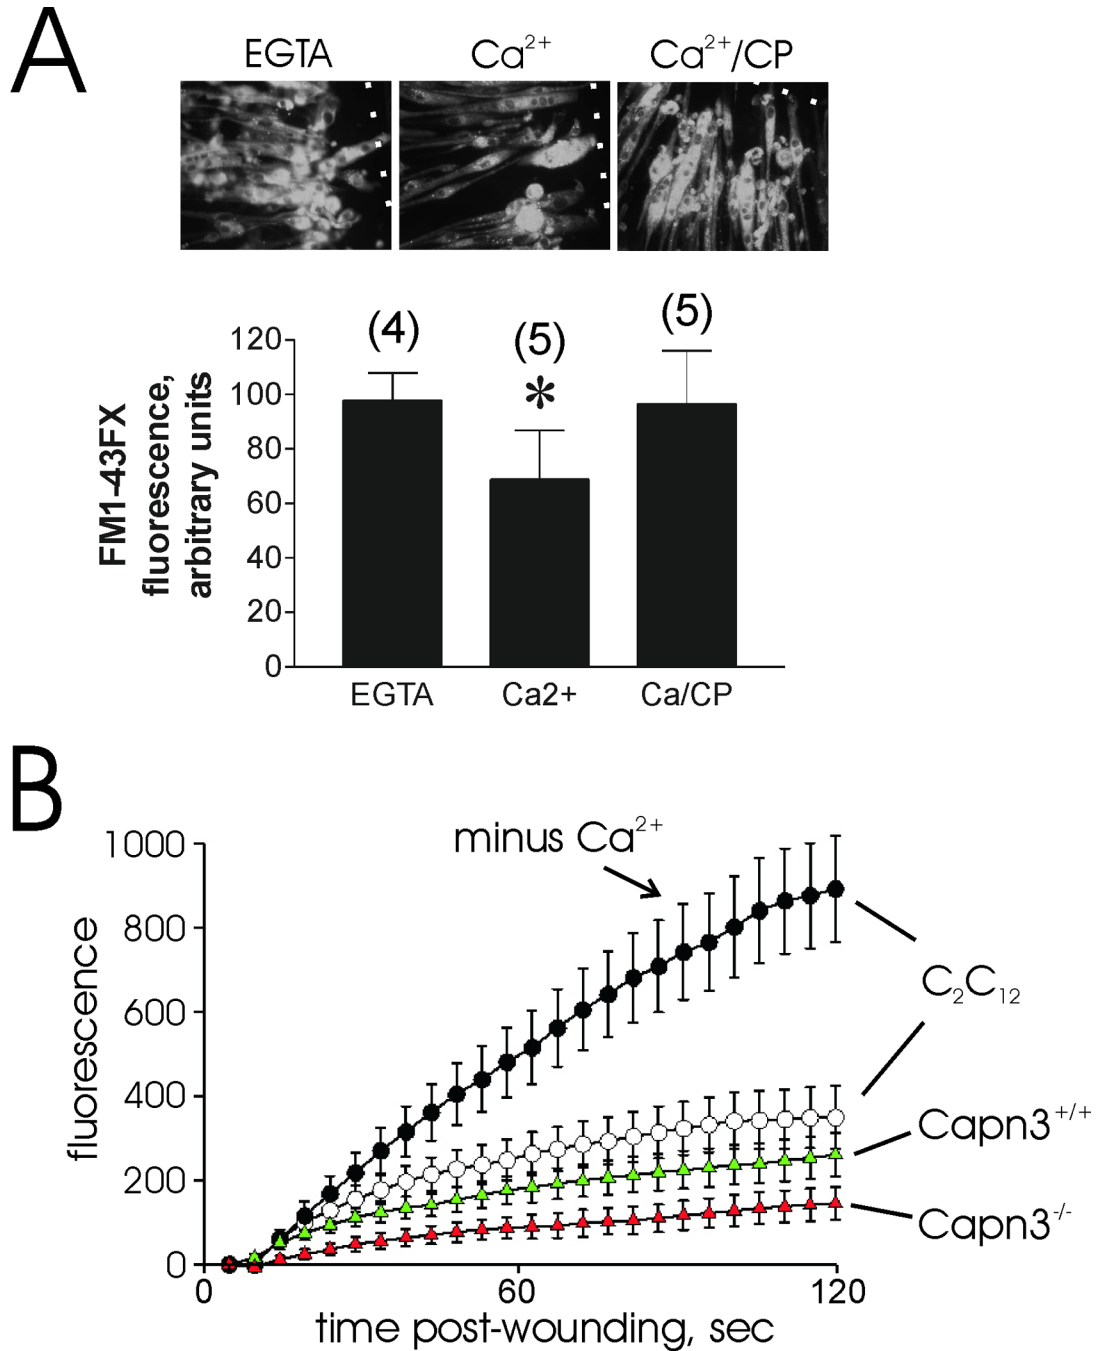 A
EGTA
Ca²⁺
Ca²⁺/CP
(4)
(5)
(5)
*
120
100
80
60
40
20
0
FM1-43FX
fluorescence,
arbitrary units
EGTA
Ca2+
Ca/CP
B
minus Ca²⁺
1000
800
600
400
200
0
fluorescence
C₂C₁₂
Capn3⁺/⁺
Capn3⁻/⁻
0
60
120
time post-wounding, sec